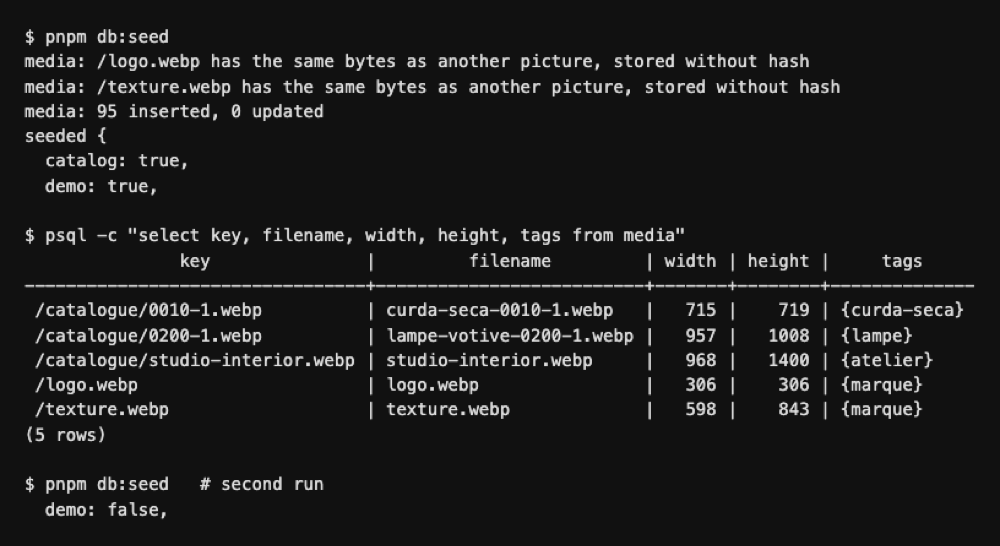 $ pnpm db:seed
media: /logo.webp has the same bytes as another picture, stored without hash
media: /texture.webp has the same bytes as another picture, stored without hash
media: 95 inserted, 0 updated
seeded {
  catalog: true,
  demo: true,

$ psql -c "select key, filename, width, height, tags from media"
               key               |          filename          | width | height |     tags
---------------------------------+----------------------------+-------+--------+--------------
 /catalogue/0010-1.webp          | curda-seca-0010-1.webp     |   715 |    719 | {curda-seca}
 /catalogue/0200-1.webp          | lampe-votive-0200-1.webp   |   957 |   1008 | {lampe}
 /catalogue/studio-interior.webp | studio-interior.webp       |   968 |   1400 | {atelier}
 /logo.webp                      | logo.webp                  |   306 |    306 | {marque}
 /texture.webp                   | texture.webp               |   598 |    843 | {marque}
(5 rows)

$ pnpm db:seed   # second run
  demo: false,